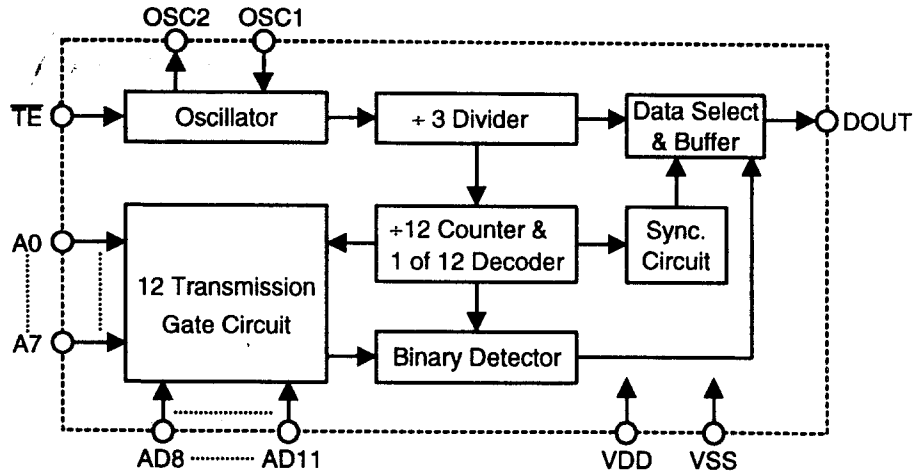 OSC2 OSC1
TE
Oscillator
÷ 3 Divider
Data Select
& Buffer
DOUT
A0
A7
12 Transmission
Gate Circuit
÷12 Counter &
1 of 12 Decoder
Sync.
Circuit
Binary Detector
AD8 AD11
VDD VSS